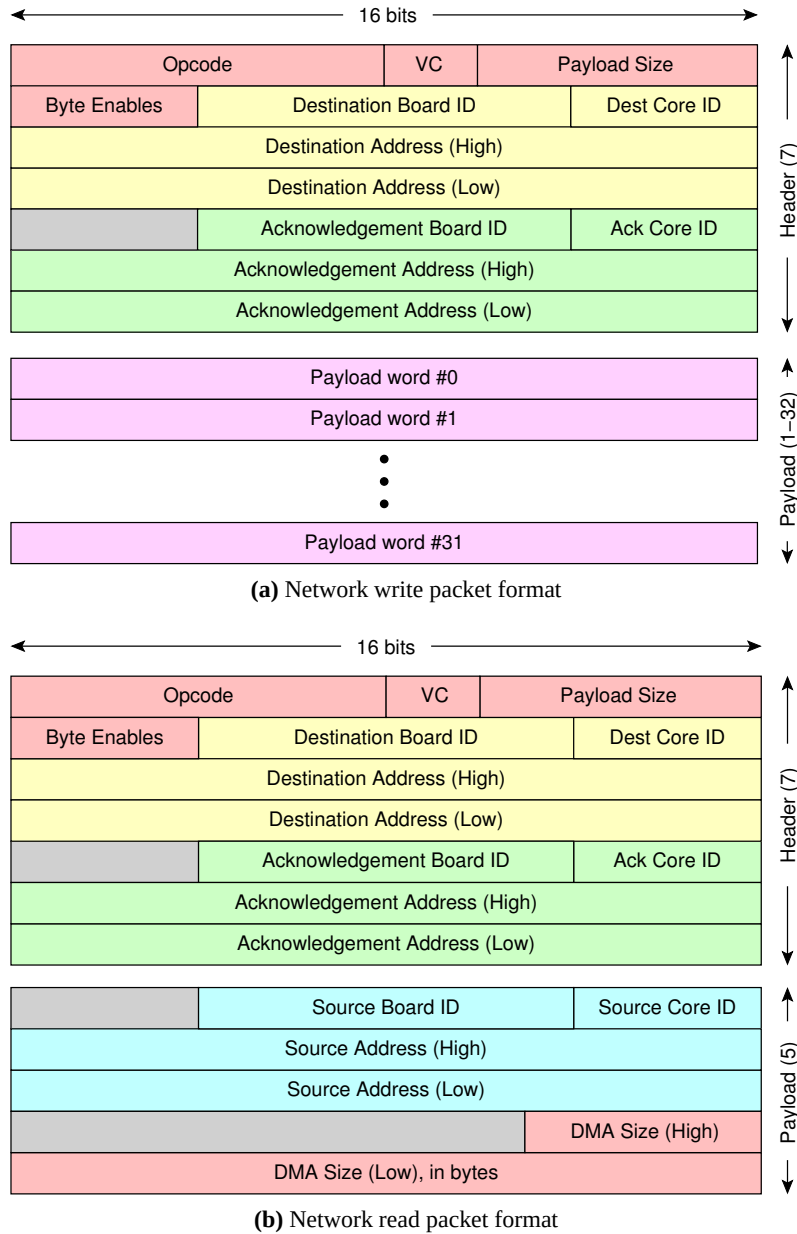 16 bits
Opcode VC Payload Size
Byte Enables Destination Board ID Dest Core ID
Destination Address (High)
Destination Address (Low)
Acknowledgement Board ID Ack Core ID
Acknowledgement Address (High)
Acknowledgement Address (Low)
Header (7)
Payload word #0
Payload word #1
Payload word #31
Payload (1−32)
(a) Network write packet format
16 bits
Opcode VC Payload Size
Byte Enables Destination Board ID Dest Core ID
Destination Address (High)
Destination Address (Low)
Acknowledgement Board ID Ack Core ID
Acknowledgement Address (High)
Acknowledgement Address (Low)
Header (7)
Source Board ID Source Core ID
Source Address (High)
Source Address (Low)
DMA Size (High)
DMA Size (Low), in bytes
Payload (5)
(b) Network read packet format